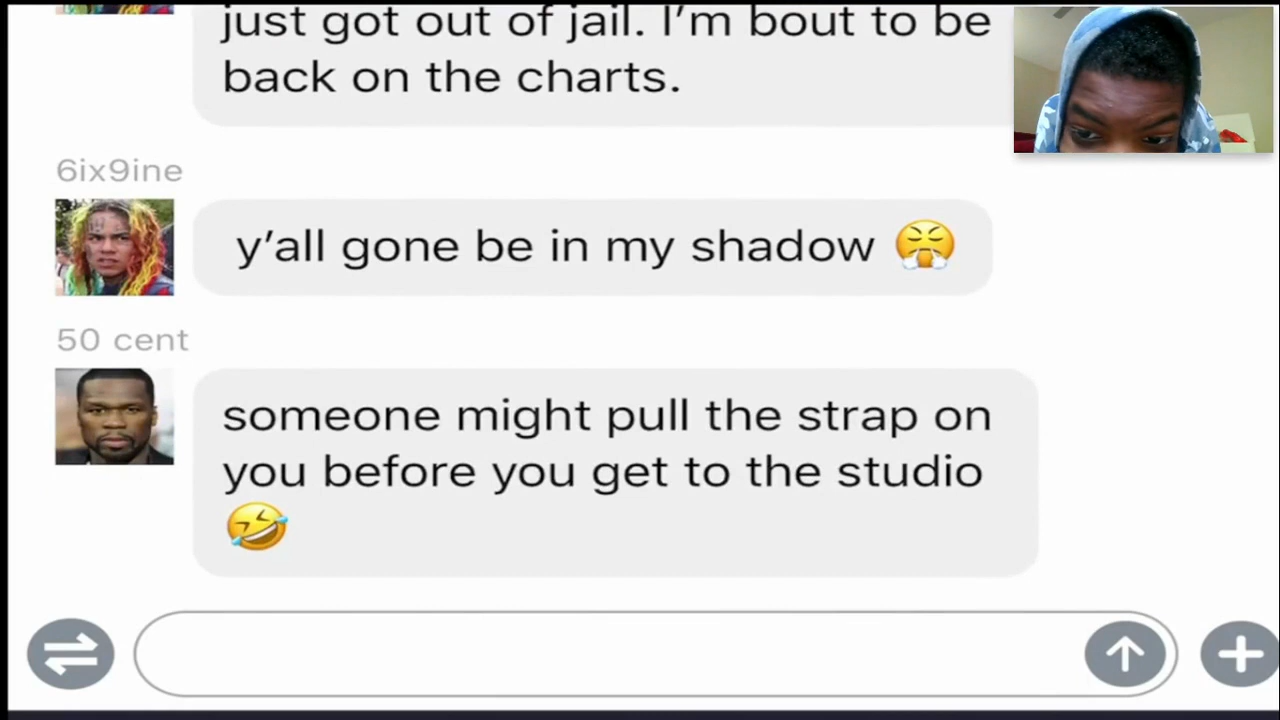 just got out of jail. I'm bout to be
back on the charts.
6ix9ine
y'all gone be in my shadow 😤
50 cent
someone might pull the strap on
you before you get to the studio
🤣